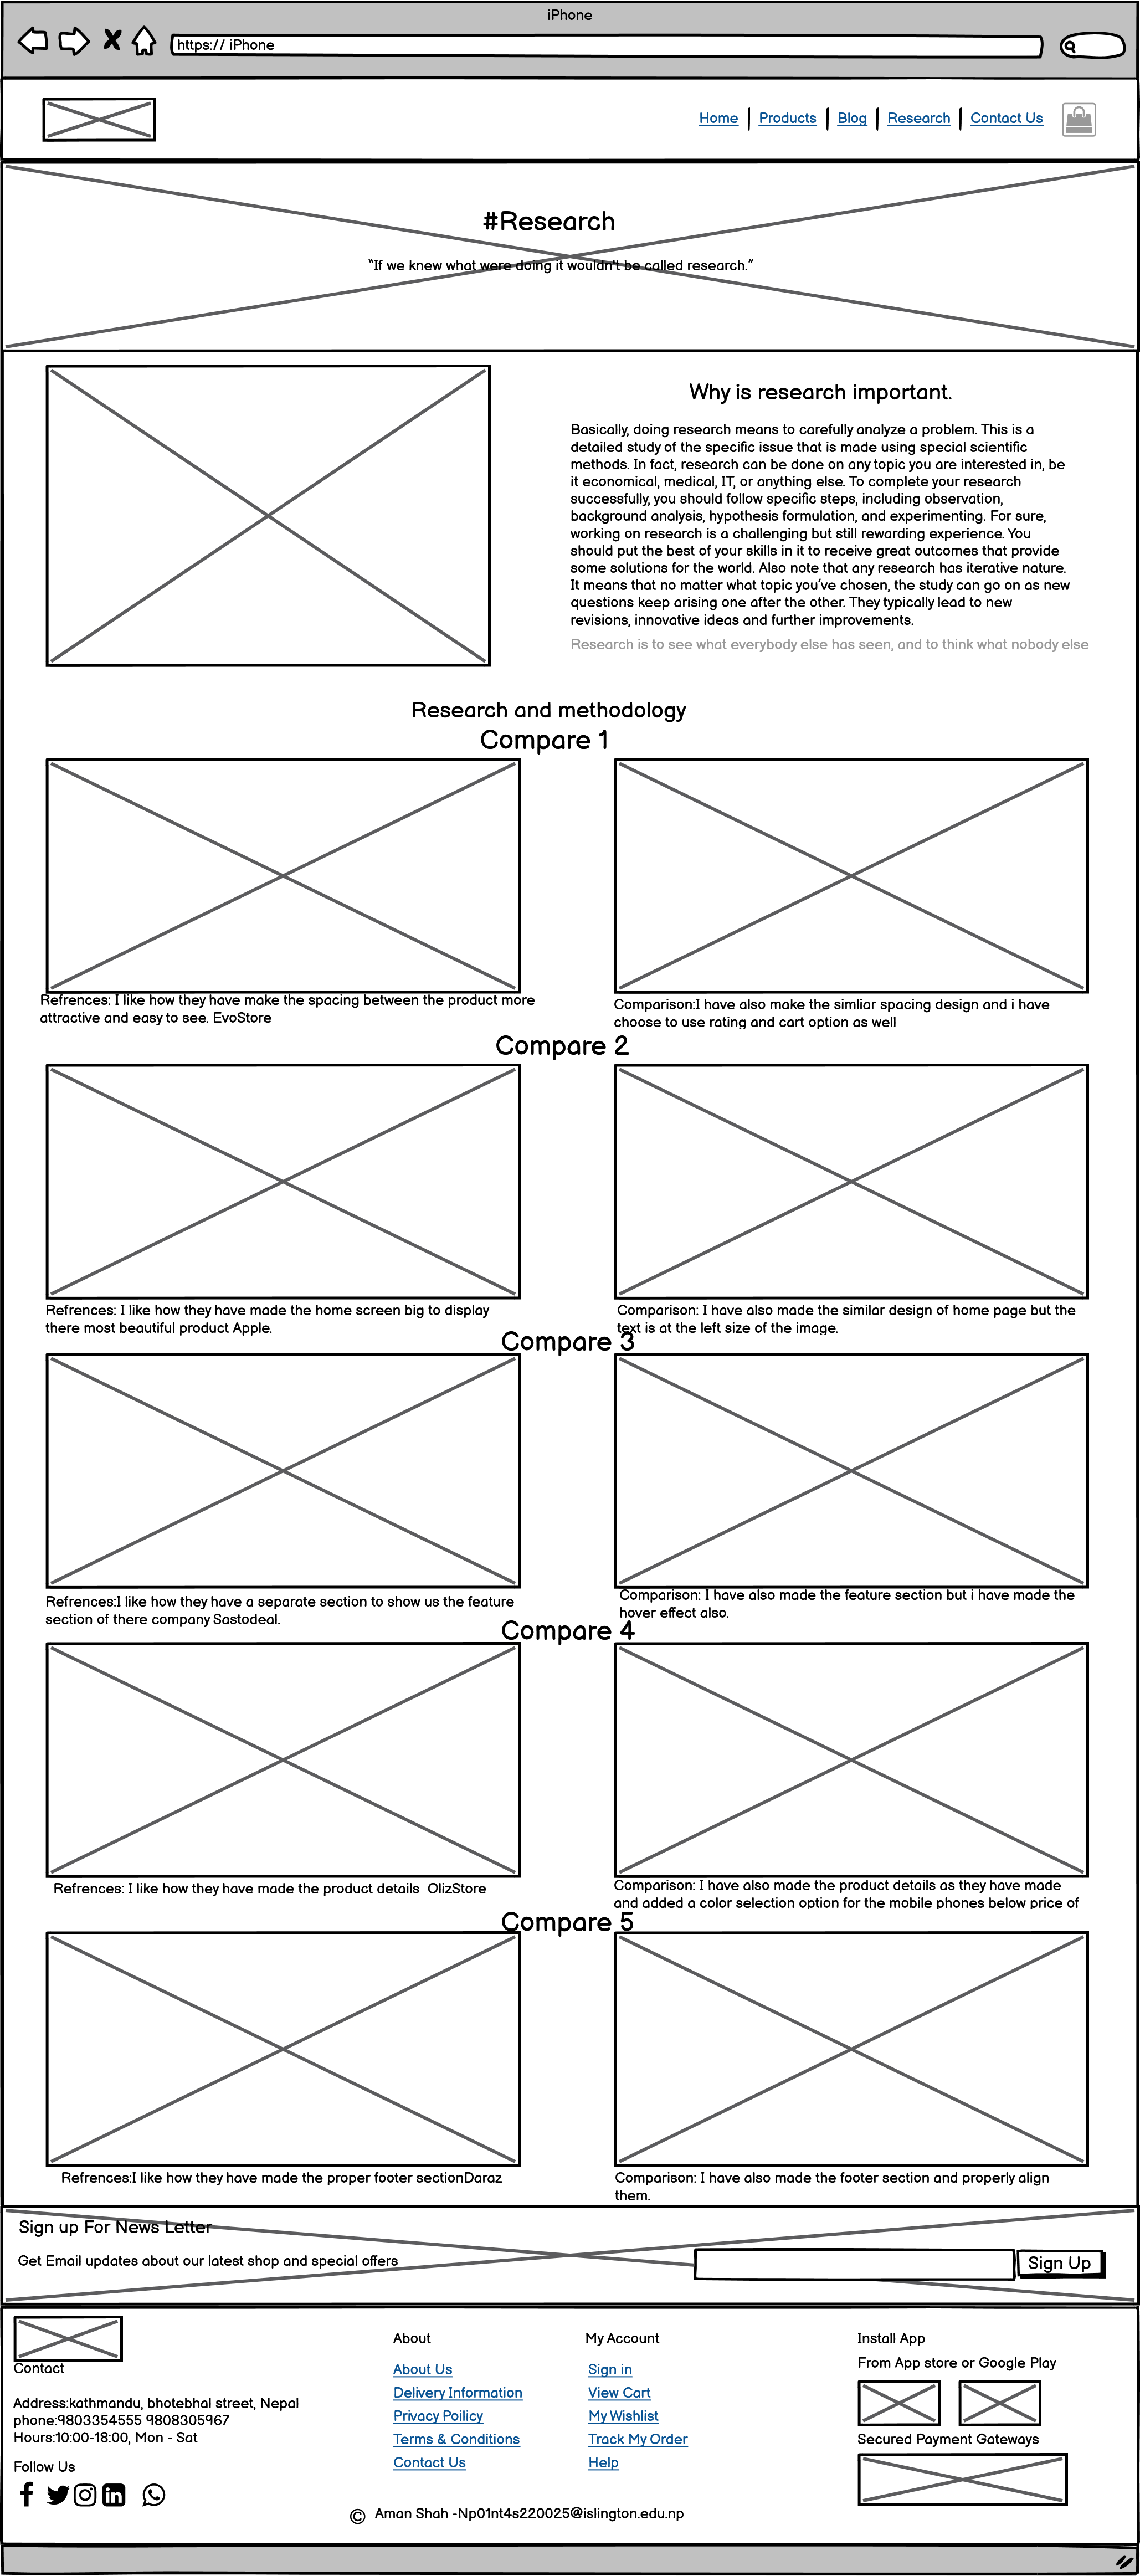 iPhone
https:// iPhone
Home
Products
Blog
Research
Contact Us
#Research
“If we knew what were doing it wouldn't be called research.”
Why is research important.
Basically, doing research means to carefully analyze a problem. This is a
detailed study of the specific issue that is made using special scientific
methods. In fact, research can be done on any topic you are interested in, be
it economical, medical, IT, or anything else. To complete your research
successfully, you should follow specific steps, including observation,
background analysis, hypothesis formulation, and experimenting. For sure,
working on research is a challenging but still rewarding experience. You
should put the best of your skills in it to receive great outcomes that provide
some solutions for the world. Also note that any research has iterative nature.
It means that no matter what topic you’ve chosen, the study can go on as new
questions keep arising one after the other. They typically lead to new
revisions, innovative ideas and further improvements.
Research is to see what everybody else has seen, and to think what nobody else
Research and methodology
Compare 1
Refrences: I like how they have make the spacing between the product more
attractive and easy to see. EvoStore
Comparison:I have also make the simliar spacing design and i have
choose to use rating and cart option as well
Compare 2
Refrences: I like how they have made the home screen big to display
there most beautiful product Apple.
Comparison: I have also made the similar design of home page but the
text is at the left size of the image.
Compare 3
Refrences:I like how they have a separate section to show us the feature
section of there company Sastodeal.
Comparison: I have also made the feature section but i have made the
hover effect also.
Compare 4
Refrences: I like how they have made the product details  OlizStore
Comparison: I have also made the product details as they have made
and added a color selection option for the mobile phones below price of
Compare 5
Refrences:I like how they have made the proper footer sectionDaraz
Comparison: I have also made the footer section and properly align
them.
Sign up For News Letter
Get Email updates about our latest shop and special offers
Sign Up
Contact
Address:kathmandu, bhotebhal street, Nepal
phone:9803354555 9808305967
Hours:10:00-18:00, Mon - Sat
Follow Us
About
About Us
Delivery Information
Privacy Poilicy
Terms & Conditions
Contact Us
My Account
Sign in
View Cart
My Wishlist
Track My Order
Help
Install App
From App store or Google Play
Secured Payment Gateways
© Aman Shah -Np01nt4s220025@islington.edu.np